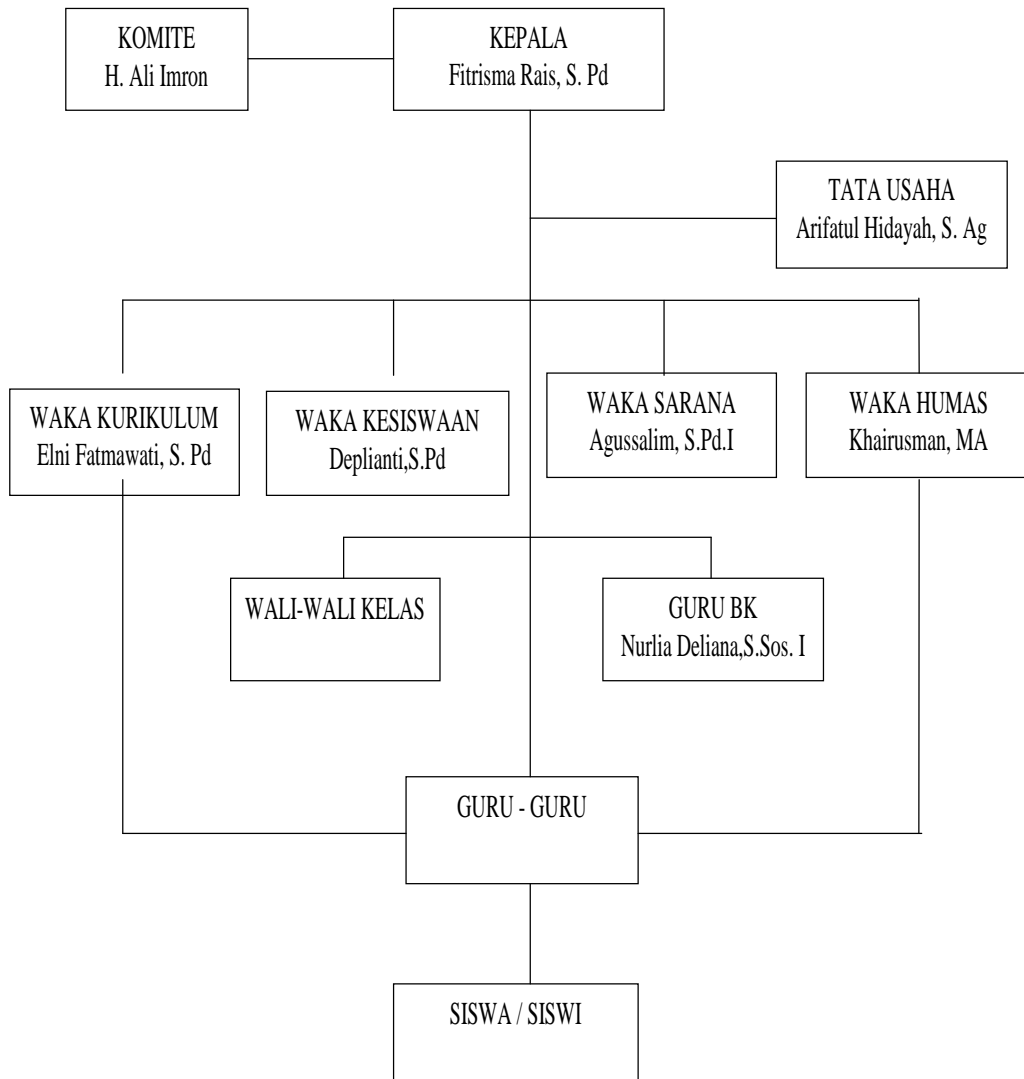 KOMITE
H. Ali Imron
KEPALA
Fitrisma Rais, S. Pd
TATA USAHA
Arifatul Hidayah, S. Ag
WAKA KURIKULUM
Elni Fatmawati, S. Pd
WAKA KESISWAAN
Deplianti,S.Pd
WAKA SARANA
Agussalim, S.Pd.I
WAKA HUMAS
Khairusman, MA
WALI-WALI KELAS
GURU BK
Nurlia Deliana,S.Sos. I
GURU - GURU
SISWA / SISWI